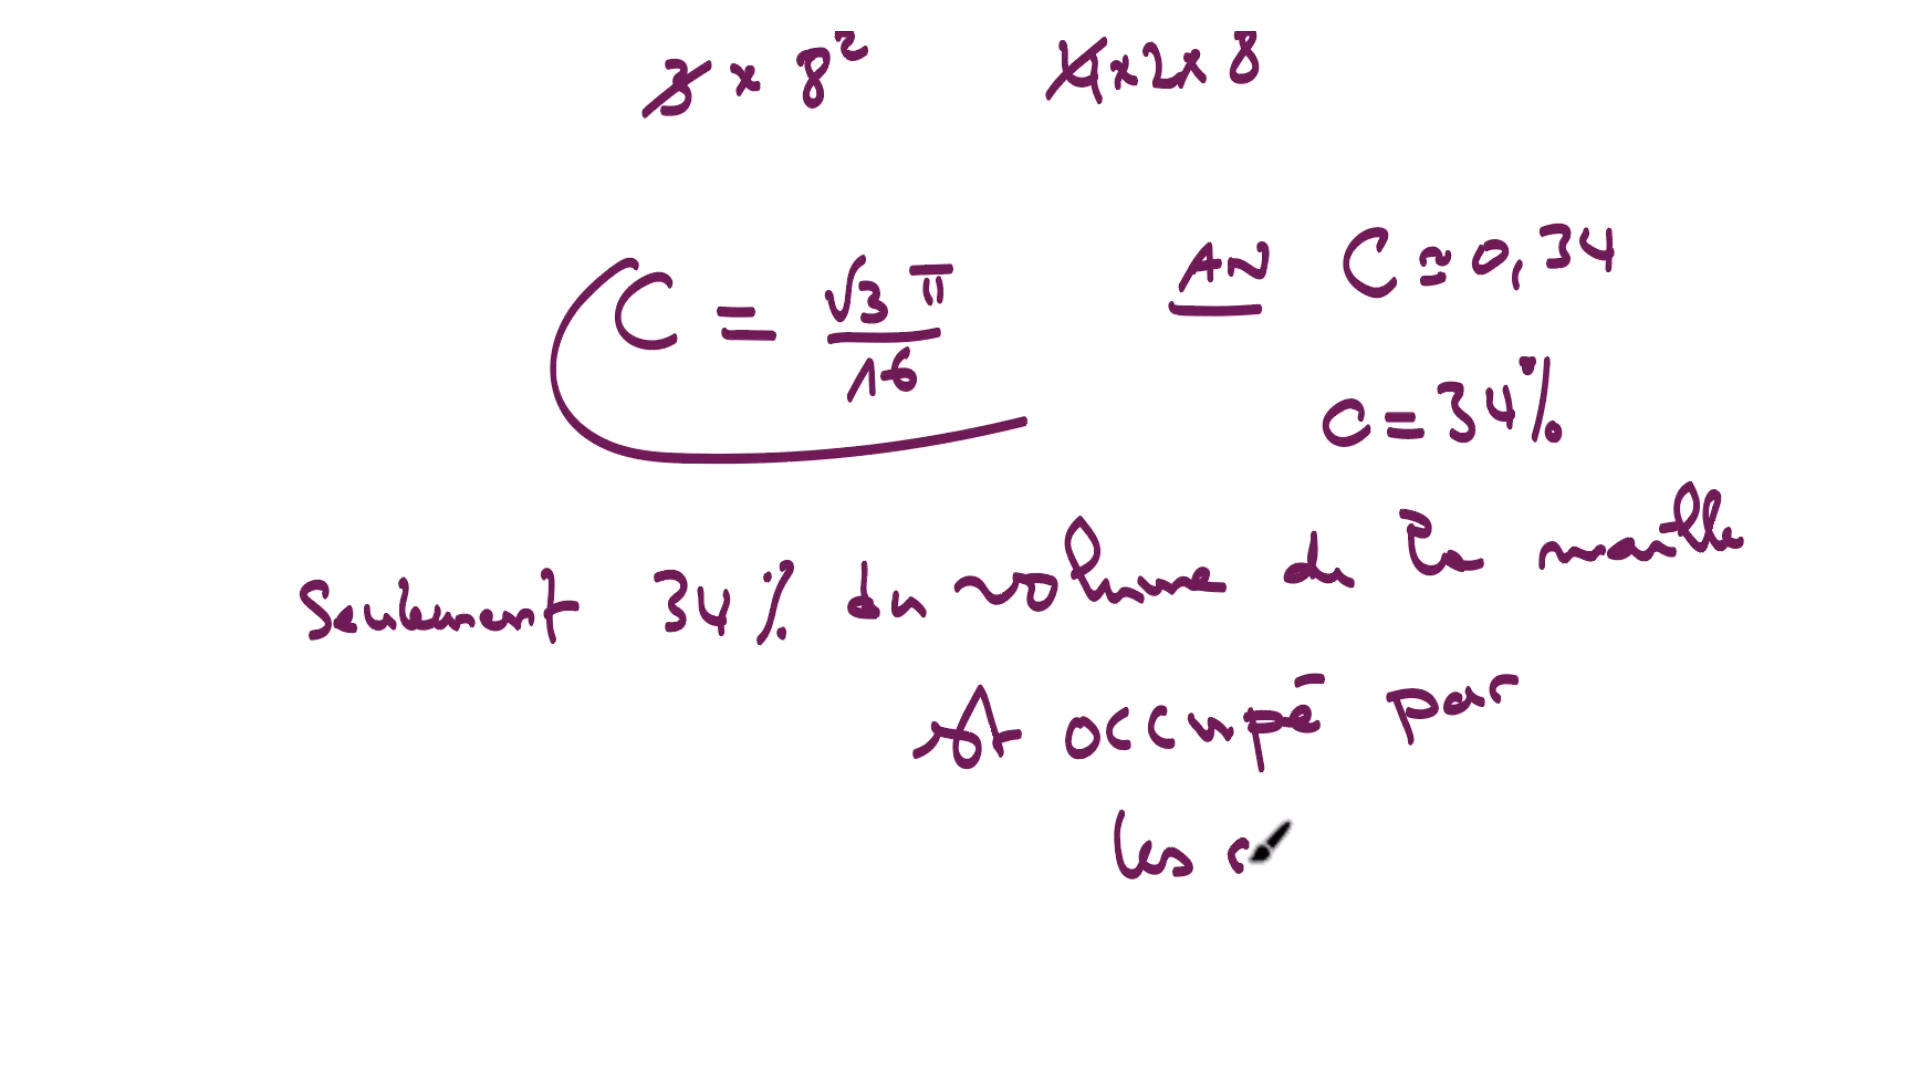 3 × 8² 4×2×8
C = √3 π / 16
AN C ≃ 0,34
C = 34%
Seulement 34% du volume de la maille
est occupé par
les